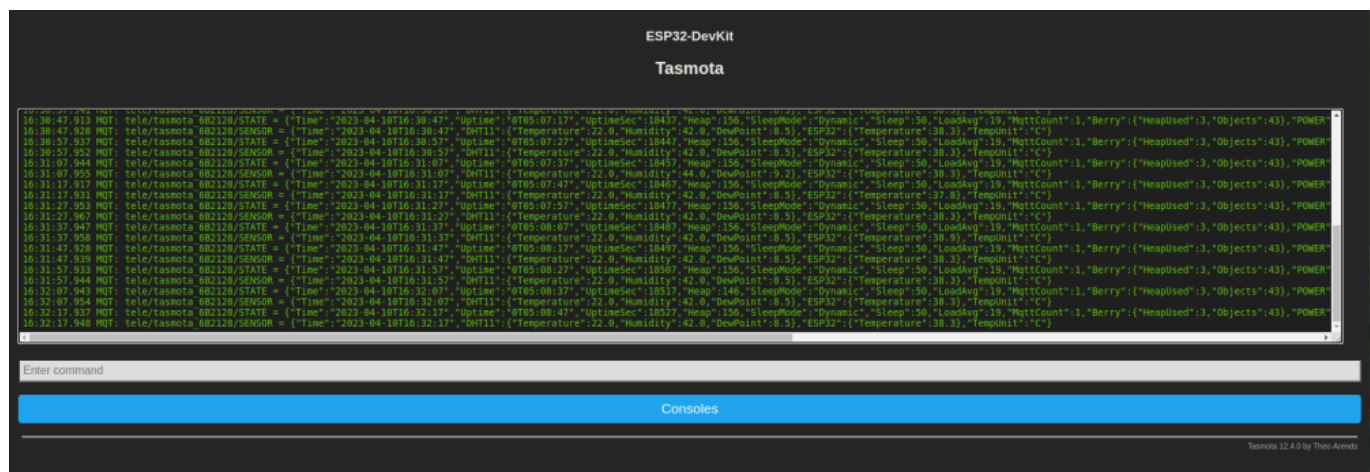 ESP32-DevKit
Tasmota
16:30:47.913 MQT: tele/tasmota_6B2128/STATE = {"Time":"2023-04-10T16:30:47","Uptime":"0T05:07:17","UptimeSec":18437,"Heap":156,"SleepMode":"Dynamic","Sleep":50,"LoadAvg":19,"MqttCount":1,"Berry":{"HeapUsed":3,"Objects":43},"POWER"
16:30:47.928 MQT: tele/tasmota_6B2128/SENSOR = {"Time":"2023-04-10T16:30:47","DHT11":{"Temperature":22.0,"Humidity":42.0,"DewPoint":8.5},"ESP32":{"Temperature":38.3},"TempUnit":"C"}
16:30:57.937 MQT: tele/tasmota_6B2128/STATE = {"Time":"2023-04-10T16:30:57","Uptime":"0T05:07:27","UptimeSec":18447,"Heap":156,"SleepMode":"Dynamic","Sleep":50,"LoadAvg":19,"MqttCount":1,"Berry":{"HeapUsed":3,"Objects":43},"POWER"
16:30:57.952 MQT: tele/tasmota_6B2128/SENSOR = {"Time":"2023-04-10T16:30:57","DHT11":{"Temperature":22.0,"Humidity":42.0,"DewPoint":8.5},"ESP32":{"Temperature":38.3},"TempUnit":"C"}
16:31:07.944 MQT: tele/tasmota_6B2128/STATE = {"Time":"2023-04-10T16:31:07","Uptime":"0T05:07:37","UptimeSec":18457,"Heap":156,"SleepMode":"Dynamic","Sleep":50,"LoadAvg":19,"MqttCount":1,"Berry":{"HeapUsed":3,"Objects":43},"POWER"
16:31:07.955 MQT: tele/tasmota_6B2128/SENSOR = {"Time":"2023-04-10T16:31:07","DHT11":{"Temperature":22.0,"Humidity":44.0,"DewPoint":9.2},"ESP32":{"Temperature":38.3},"TempUnit":"C"}
16:31:17.917 MQT: tele/tasmota_6B2128/STATE = {"Time":"2023-04-10T16:31:17","Uptime":"0T05:07:47","UptimeSec":18467,"Heap":156,"SleepMode":"Dynamic","Sleep":50,"LoadAvg":19,"MqttCount":1,"Berry":{"HeapUsed":3,"Objects":43},"POWER"
16:31:17.931 MQT: tele/tasmota_6B2128/SENSOR = {"Time":"2023-04-10T16:31:17","DHT11":{"Temperature":22.0,"Humidity":42.0,"DewPoint":8.5},"ESP32":{"Temperature":37.8},"TempUnit":"C"}
16:31:27.953 MQT: tele/tasmota_6B2128/STATE = {"Time":"2023-04-10T16:31:27","Uptime":"0T05:07:57","UptimeSec":18477,"Heap":156,"SleepMode":"Dynamic","Sleep":50,"LoadAvg":19,"MqttCount":1,"Berry":{"HeapUsed":3,"Objects":43},"POWER"
16:31:27.967 MQT: tele/tasmota_6B2128/SENSOR = {"Time":"2023-04-10T16:31:27","DHT11":{"Temperature":22.0,"Humidity":42.0,"DewPoint":8.5},"ESP32":{"Temperature":38.3},"TempUnit":"C"}
16:31:37.947 MQT: tele/tasmota_6B2128/STATE = {"Time":"2023-04-10T16:31:37","Uptime":"0T05:08:07","UptimeSec":18487,"Heap":156,"SleepMode":"Dynamic","Sleep":50,"LoadAvg":19,"MqttCount":1,"Berry":{"HeapUsed":3,"Objects":43},"POWER"
16:31:37.958 MQT: tele/tasmota_6B2128/SENSOR = {"Time":"2023-04-10T16:31:37","DHT11":{"Temperature":22.0,"Humidity":42.0,"DewPoint":8.5},"ESP32":{"Temperature":38.9},"TempUnit":"C"}
16:31:47.928 MQT: tele/tasmota_6B2128/STATE = {"Time":"2023-04-10T16:31:47","Uptime":"0T05:08:17","UptimeSec":18497,"Heap":156,"SleepMode":"Dynamic","Sleep":50,"LoadAvg":19,"MqttCount":1,"Berry":{"HeapUsed":3,"Objects":43},"POWER"
16:31:47.939 MQT: tele/tasmota_6B2128/SENSOR = {"Time":"2023-04-10T16:31:47","DHT11":{"Temperature":22.0,"Humidity":42.0,"DewPoint":8.5},"ESP32":{"Temperature":38.3},"TempUnit":"C"}
16:31:57.933 MQT: tele/tasmota_6B2128/STATE = {"Time":"2023-04-10T16:31:57","Uptime":"0T05:08:27","UptimeSec":18507,"Heap":156,"SleepMode":"Dynamic","Sleep":50,"LoadAvg":19,"MqttCount":1,"Berry":{"HeapUsed":3,"Objects":43},"POWER"
16:31:57.944 MQT: tele/tasmota_6B2128/SENSOR = {"Time":"2023-04-10T16:31:57","DHT11":{"Temperature":22.0,"Humidity":42.0,"DewPoint":8.5},"ESP32":{"Temperature":38.3},"TempUnit":"C"}
16:32:07.943 MQT: tele/tasmota_6B2128/STATE = {"Time":"2023-04-10T16:32:07","Uptime":"0T05:08:37","UptimeSec":18517,"Heap":146,"SleepMode":"Dynamic","Sleep":50,"LoadAvg":19,"MqttCount":1,"Berry":{"HeapUsed":3,"Objects":43},"POWER"
16:32:07.954 MQT: tele/tasmota_6B2128/SENSOR = {"Time":"2023-04-10T16:32:07","DHT11":{"Temperature":22.0,"Humidity":42.0,"DewPoint":8.5},"ESP32":{"Temperature":38.3},"TempUnit":"C"}
16:32:17.937 MQT: tele/tasmota_6B2128/STATE = {"Time":"2023-04-10T16:32:17","Uptime":"0T05:08:47","UptimeSec":18527,"Heap":156,"SleepMode":"Dynamic","Sleep":50,"LoadAvg":19,"MqttCount":1,"Berry":{"HeapUsed":3,"Objects":43},"POWER"
16:32:17.948 MQT: tele/tasmota_6B2128/SENSOR = {"Time":"2023-04-10T16:32:17","DHT11":{"Temperature":22.0,"Humidity":42.0,"DewPoint":8.5},"ESP32":{"Temperature":38.3},"TempUnit":"C"}
Enter command
Consoles
Tasmota 12.4.0 by Theo Arends